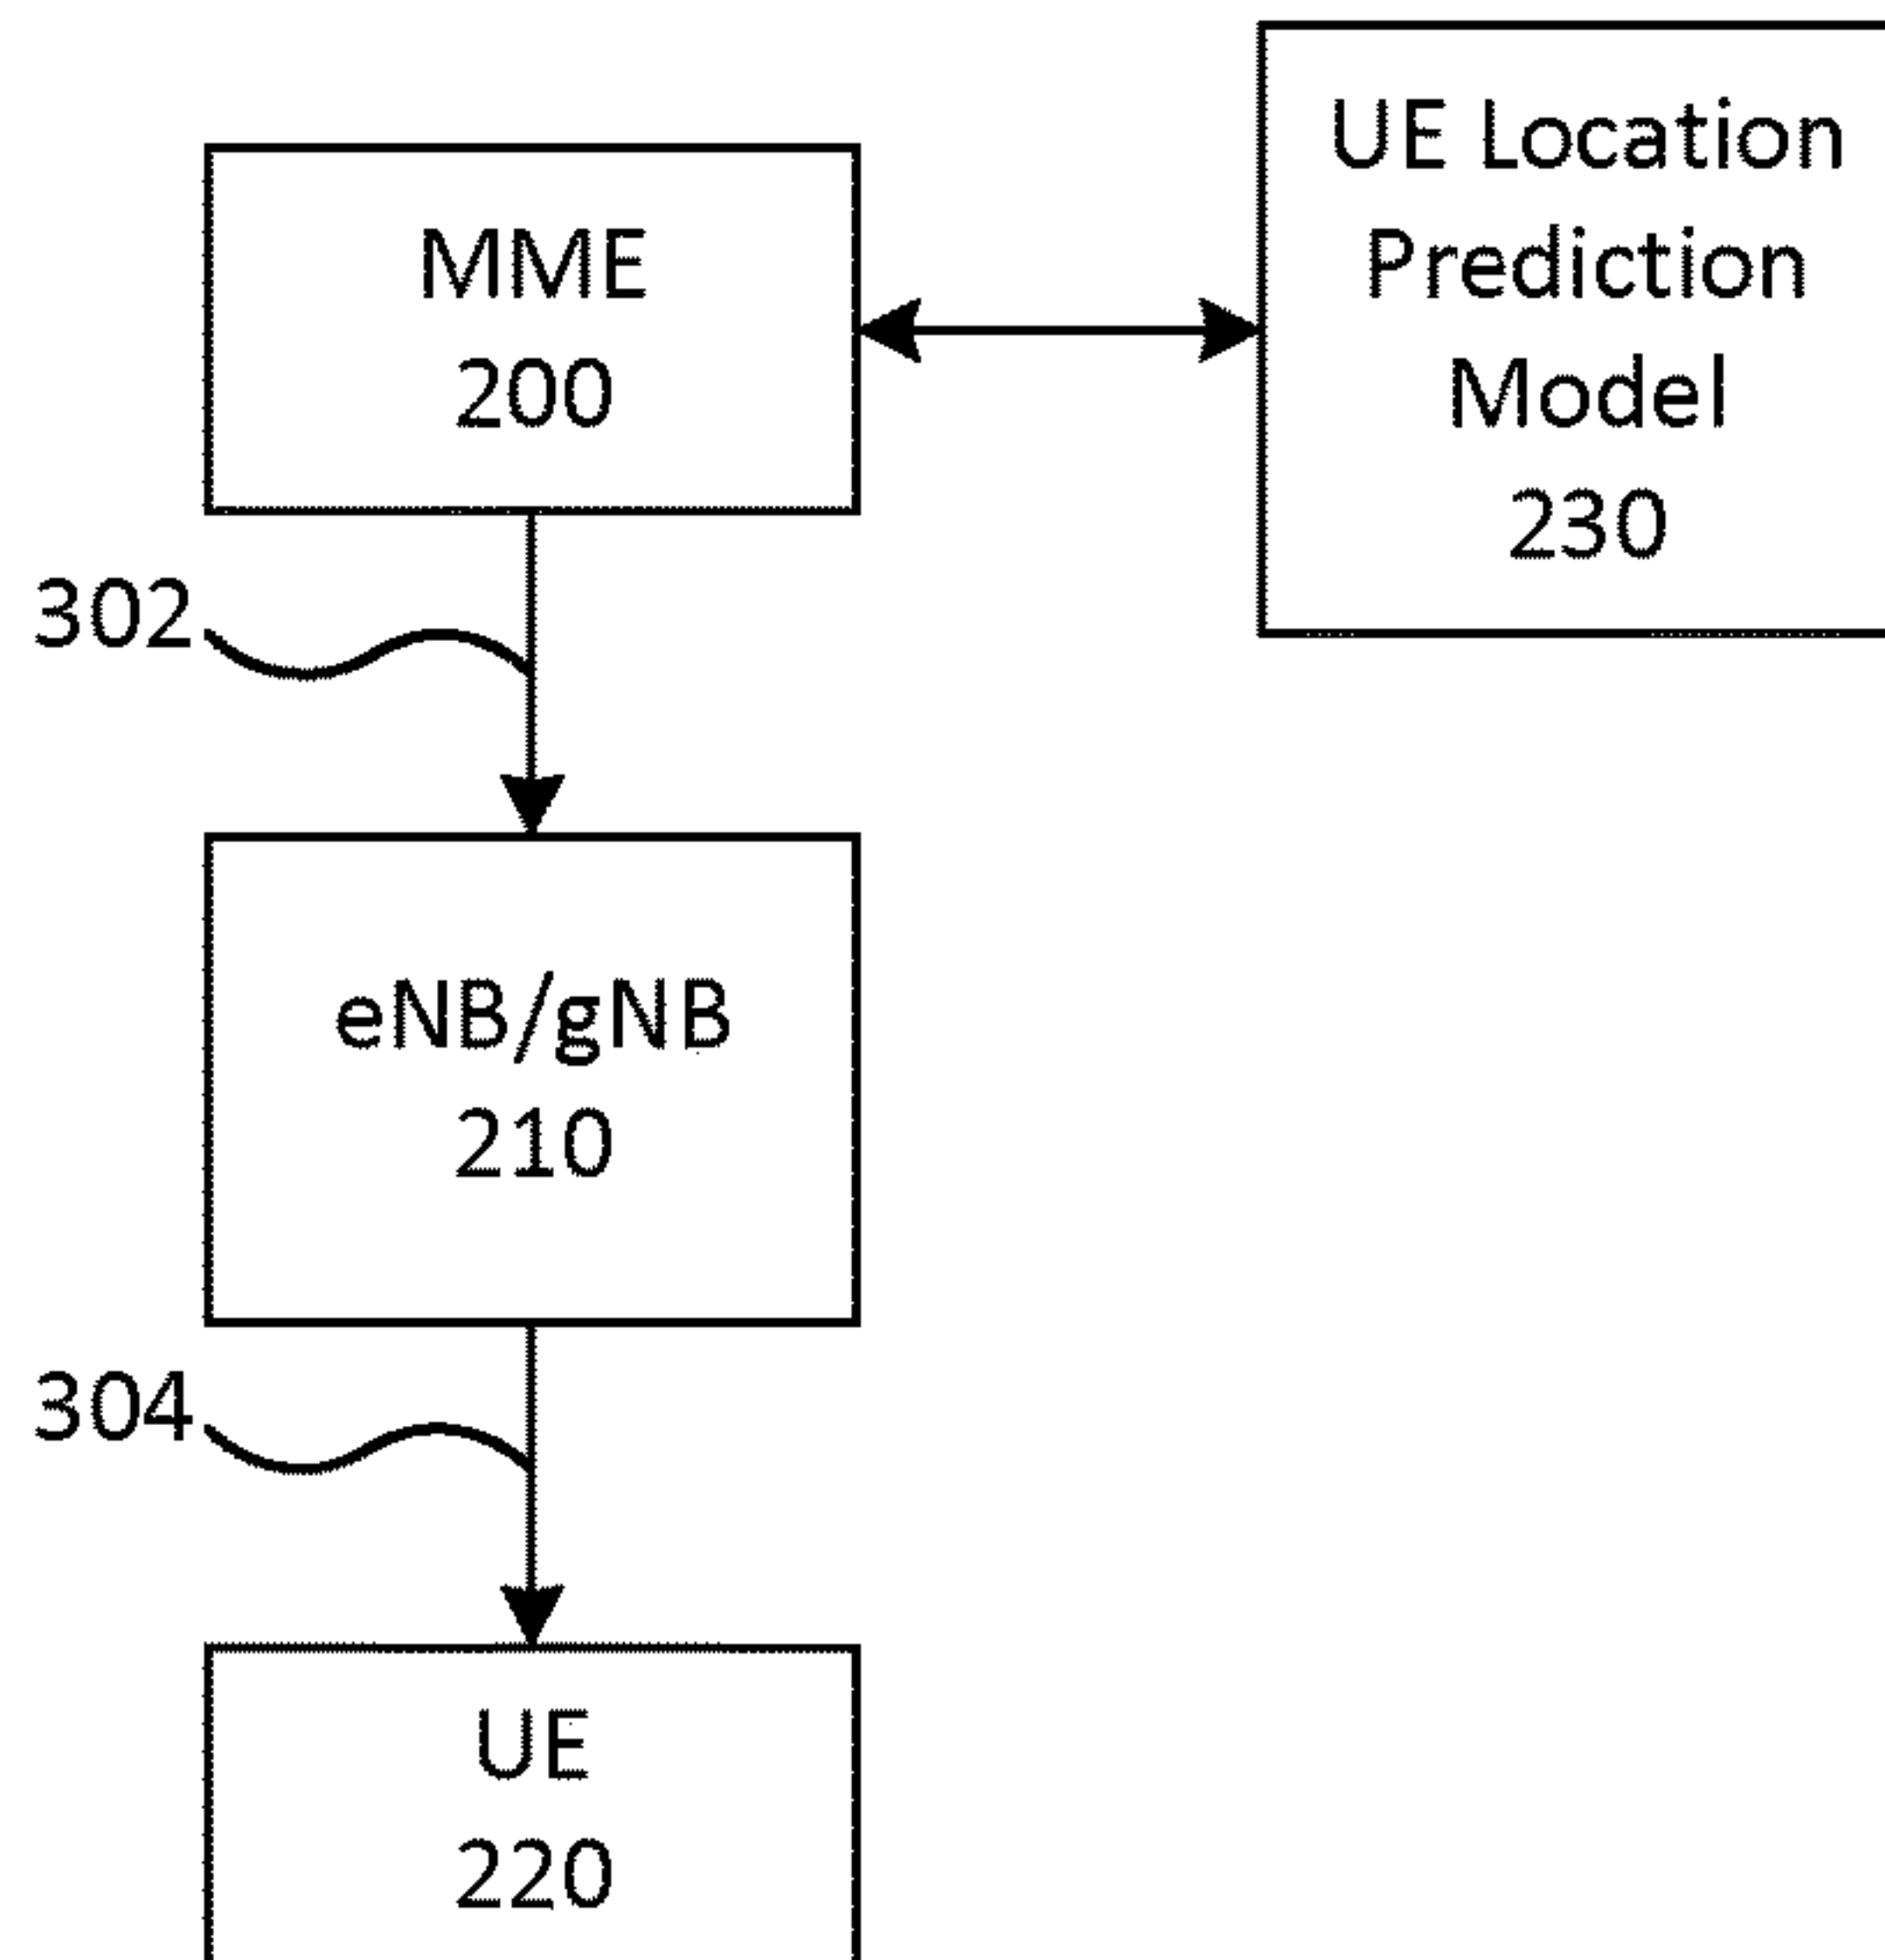 MME
200
UE Location
Prediction
Model
230
302
eNB/gNB
210
304
UE
220